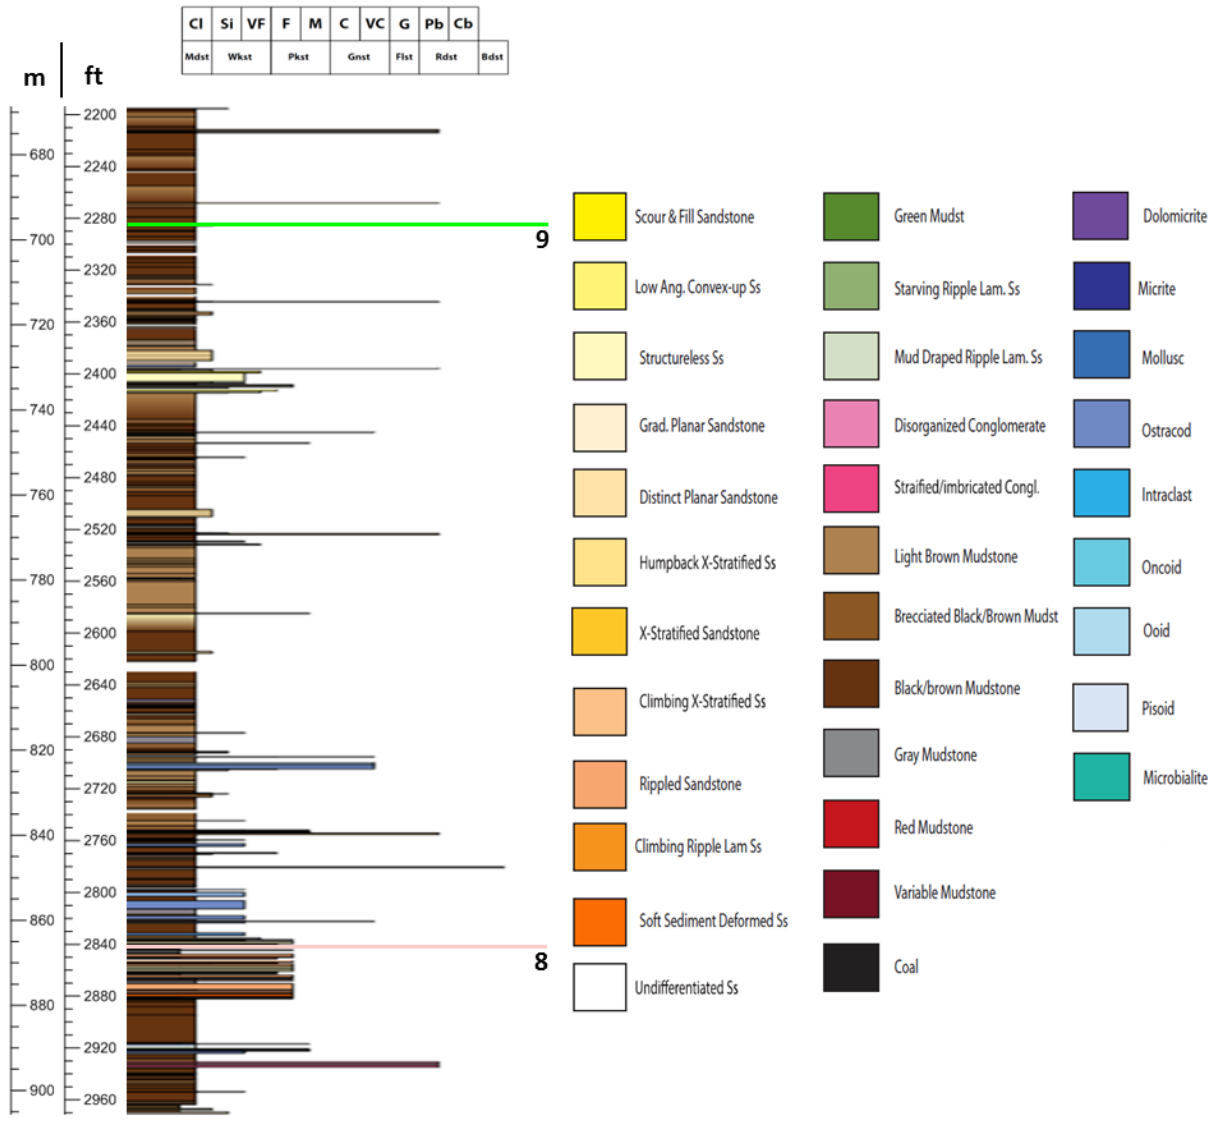 Cl Si VF F M C VC G Pb Cb
Mdst Wkst Pkst Gnst Flst Rdst Bdst
m ft
2200
680
2240
2280
9
700
2320
720
2360
2400
740
2440
760
2480
2520
780
2560
2600
800
2640
2680
820
2720
840
2760
2800
860
2840
8
880
2880
2920
900
2960
Scour & Fill Sandstone
Low Ang. Convex-up Ss
Structureless Ss
Grad. Planar Sandstone
Distinct Planar Sandstone
Humpback X-Stratified Ss
X-Stratified Sandstone
Climbing X-Stratified Ss
Rippled Sandstone
Climbing Ripple Lam Ss
Soft Sediment Deformed Ss
Undifferentiated Ss
Green Mudst
Starving Ripple Lam. Ss
Mud Draped Ripple Lam. Ss
Disorganized Conglomerate
Straified/imbricated Congl.
Light Brown Mudstone
Brecciated Black/Brown Mudst
Black/brown Mudstone
Gray Mudstone
Red Mudstone
Variable Mudstone
Coal
Dolomicrite
Micrite
Mollusc
Ostracod
Intraclast
Oncoid
Ooid
Pisoid
Microbialite